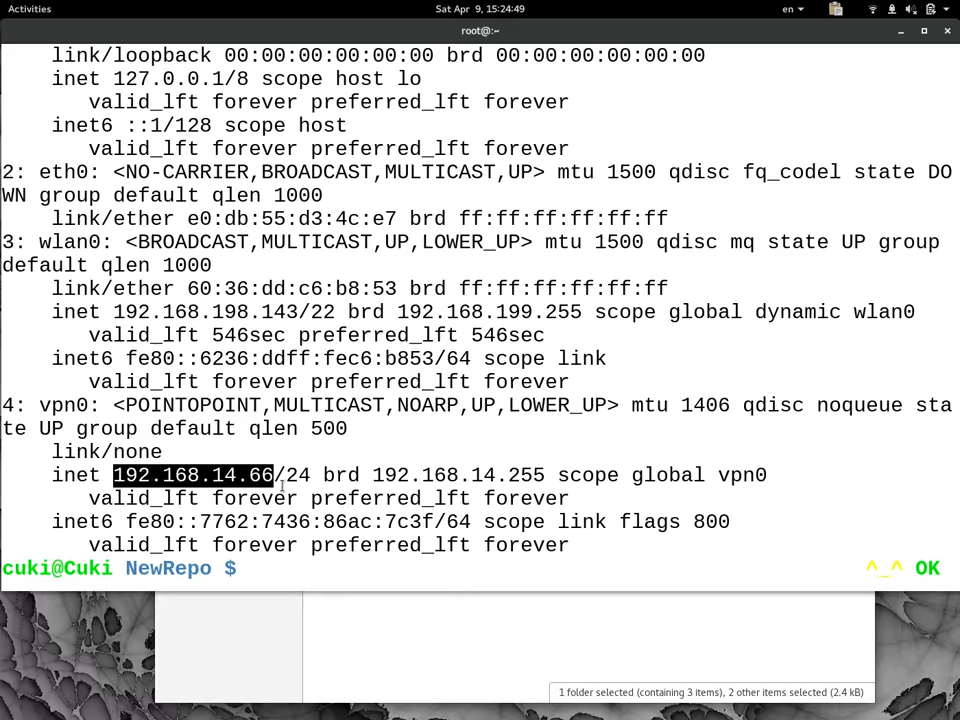 Activities
Sat Apr 9, 15:24:49
en
root@:~
link/loopback 00:00:00:00:00:00 brd 00:00:00:00:00:00
inet 127.0.0.1/8 scope host lo
valid_lft forever preferred_lft forever
inet6 ::1/128 scope host
valid_lft forever preferred_lft forever
2: eth0: <NO-CARRIER,BROADCAST,MULTICAST,UP> mtu 1500 qdisc fq_codel state DO
WN group default qlen 1000
link/ether e0:db:55:d3:4c:e7 brd ff:ff:ff:ff:ff:ff
3: wlan0: <BROADCAST,MULTICAST,UP,LOWER_UP> mtu 1500 qdisc mq state UP group
default qlen 1000
link/ether 60:36:dd:c6:b8:53 brd ff:ff:ff:ff:ff:ff
inet 192.168.198.143/22 brd 192.168.199.255 scope global dynamic wlan0
valid_lft 546sec preferred_lft 546sec
inet6 fe80::6236:ddff:fec6:b853/64 scope link
valid_lft forever preferred_lft forever
4: vpn0: <POINTOPOINT,MULTICAST,NOARP,UP,LOWER_UP> mtu 1406 qdisc noqueue sta
te UP group default qlen 500
link/none
inet 192.168.14.66/24 brd 192.168.14.255 scope global vpn0
valid_lft forever preferred_lft forever
inet6 fe80::7762:7436:86ac:7c3f/64 scope link flags 800
valid_lft forever preferred_lft forever
cuki@Cuki NewRepo $ ^_^ OK
1 folder selected (containing 3 items), 2 other items selected (2.4 kB)